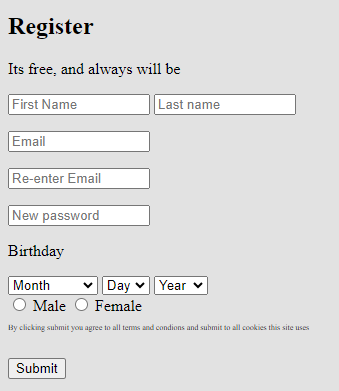 Register
Its free, and always will be
First Name Last name
Email
Re-enter Email
New password
Birthday
Month Day Year
Male Female
By clicking submit you agree to all terms and condions and submit to all cookies this site uses
Submit